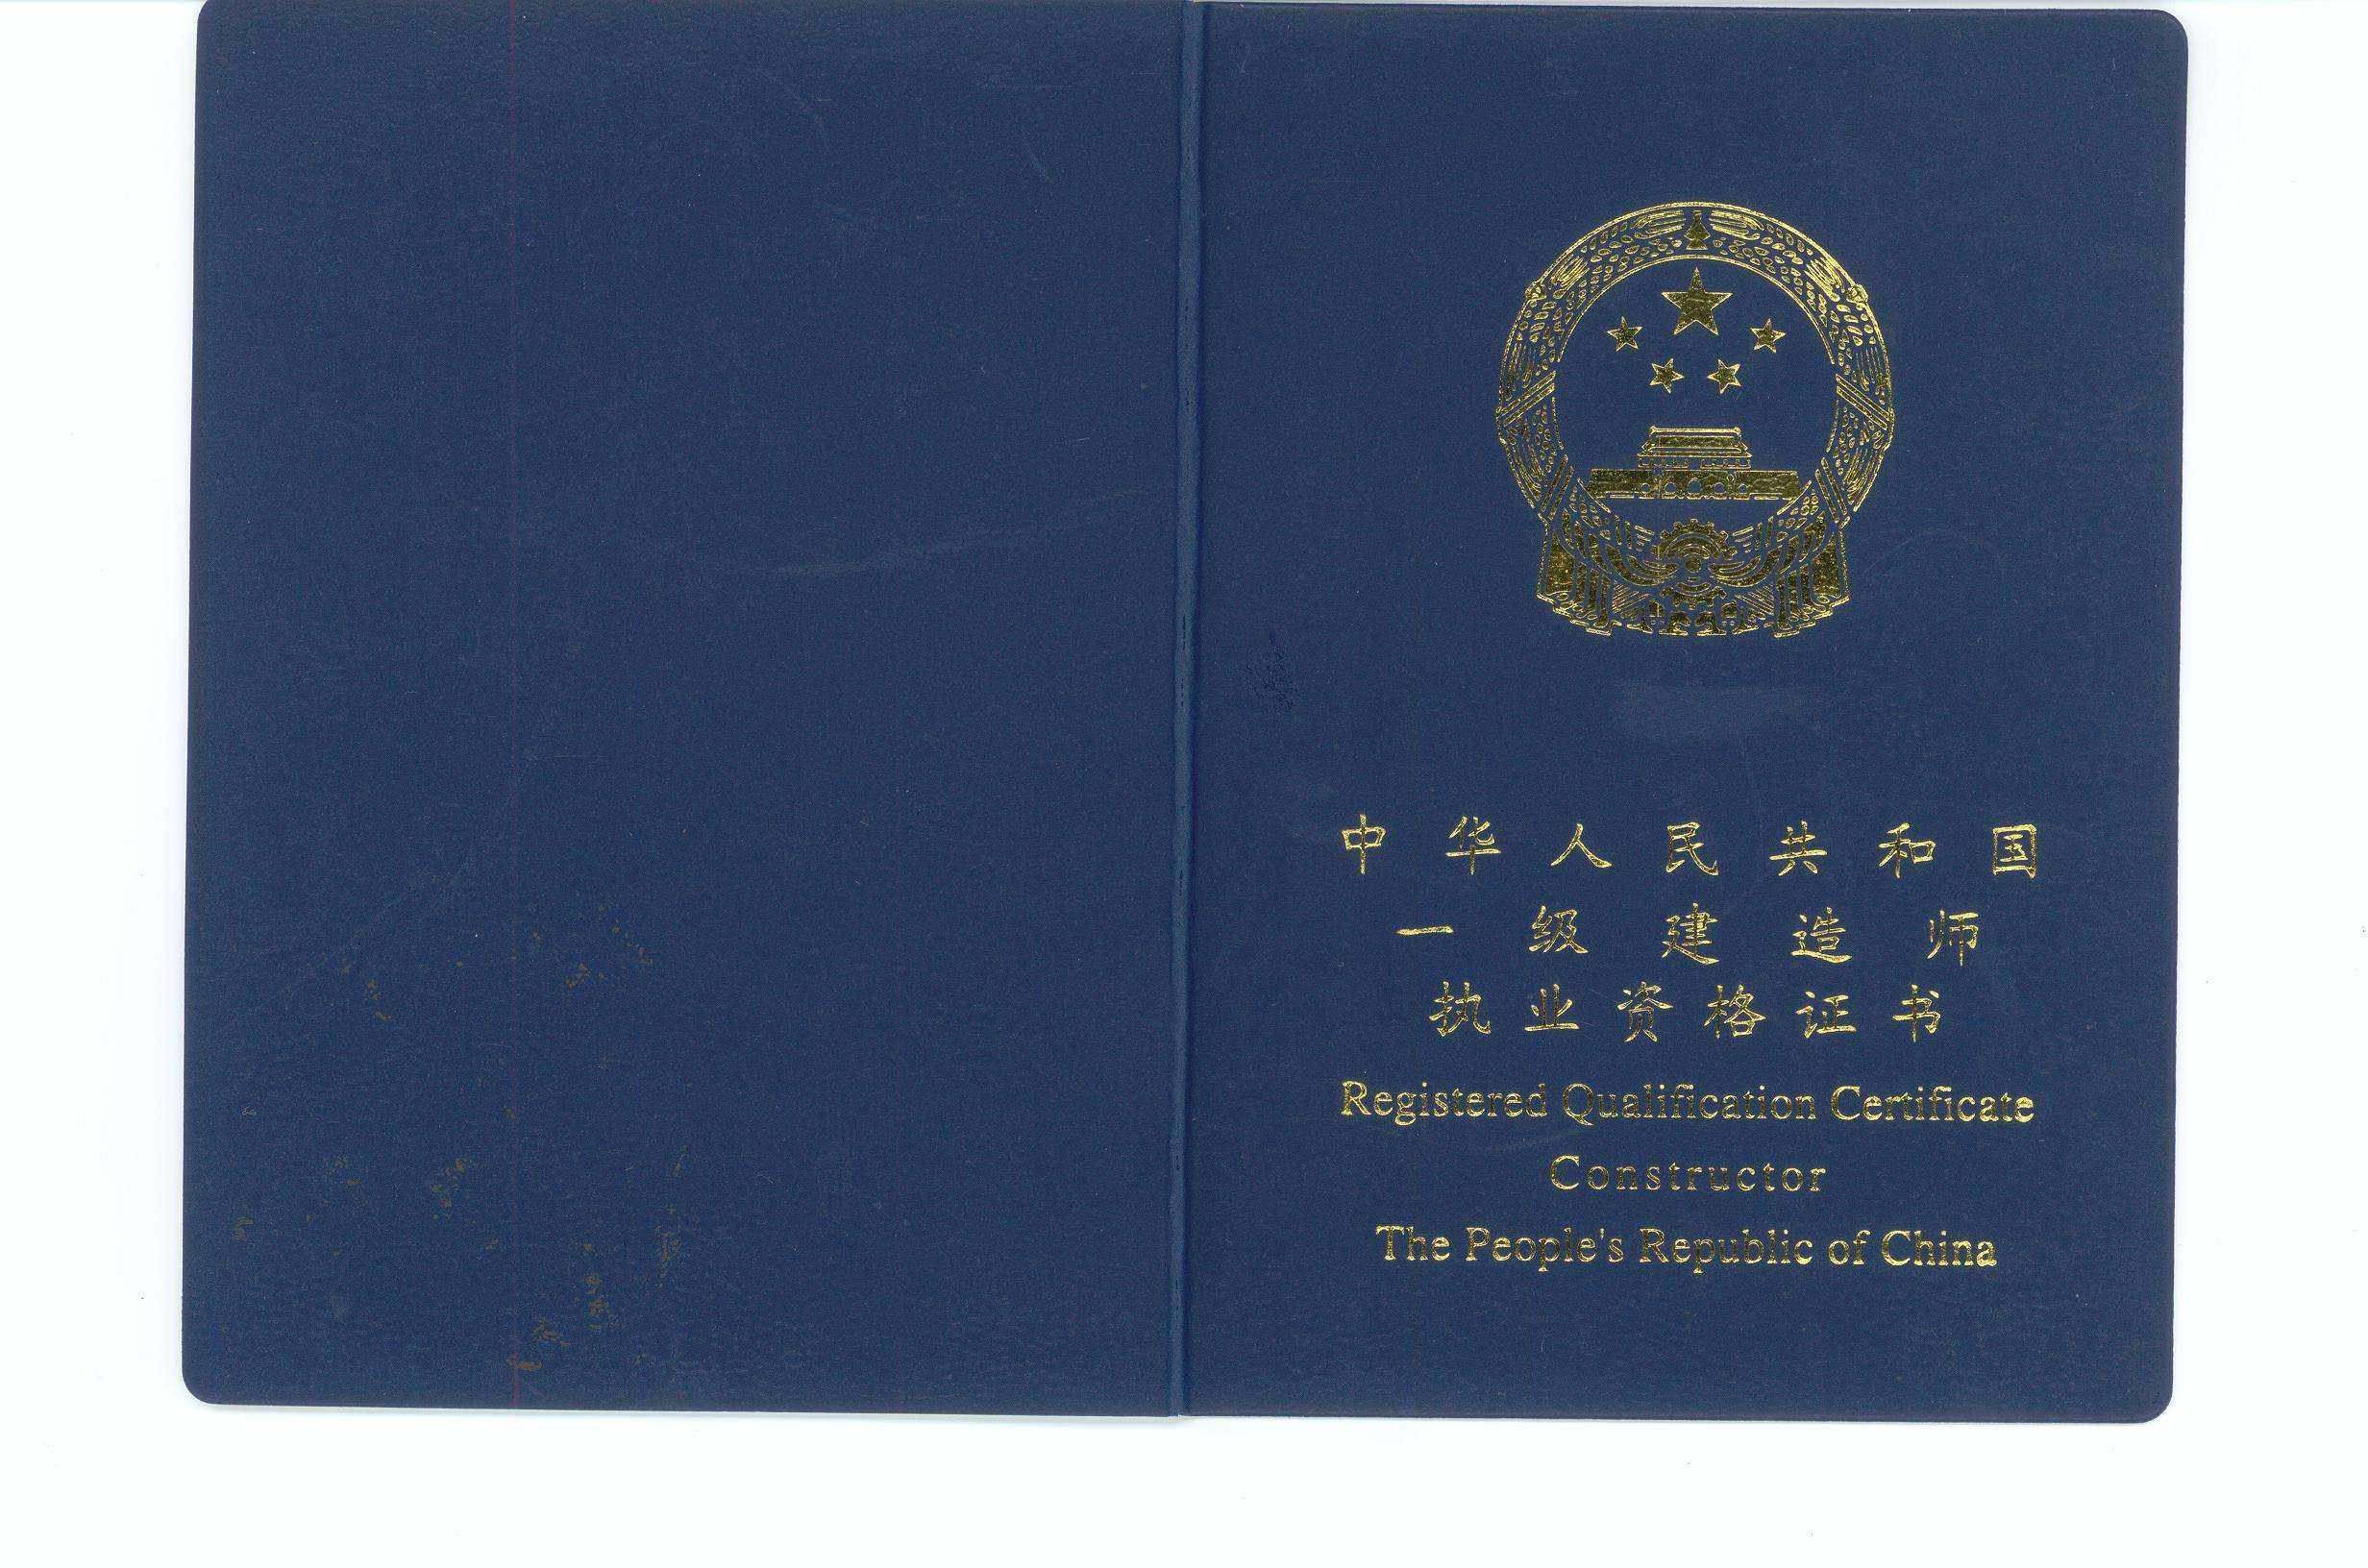 中华人民共和国
一级建造师
执业资格证书
Registered Qualification Certificate
Constructor
The People's Republic of China